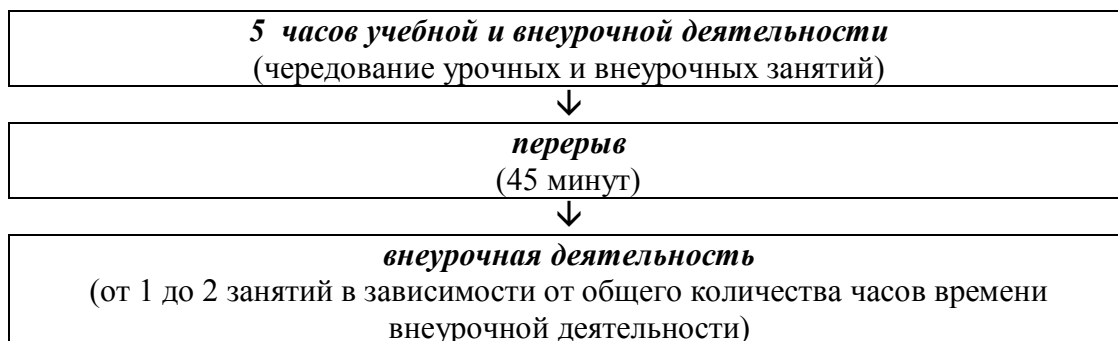 5 часов учебной и внеурочной деятельности
(чередование урочных и внеурочных занятий)
перерыв
(45 минут)
внеурочная деятельность
(от 1 до 2 занятий в зависимости от общего количества часов времени
внеурочной деятельности)